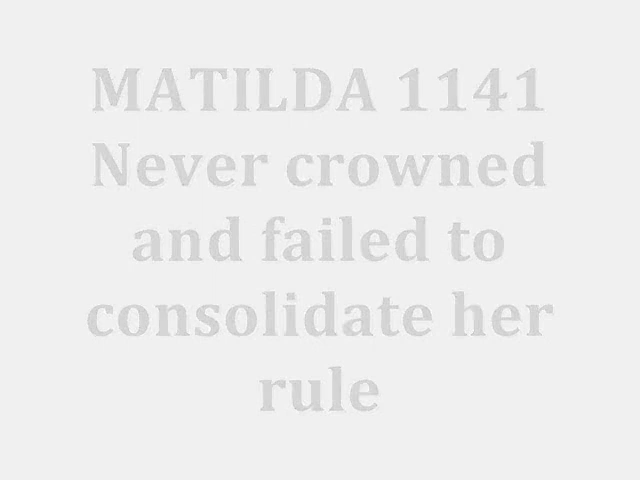 MATILDA 1141
Never crowned
and failed to
consolidate her
rule